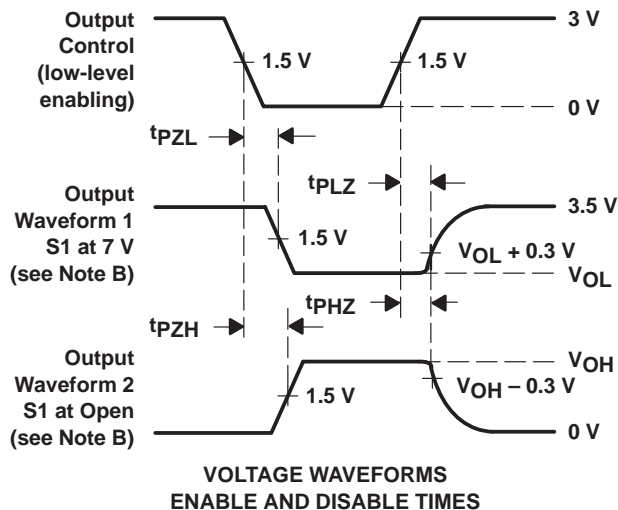 Output
Control
(low-level
enabling)
3 V
1.5 V
1.5 V
0 V
tPZL
tPLZ
Output
Waveform 1
S1 at 7 V
(see Note B)
3.5 V
1.5 V
VOL + 0.3 V
VOL
tPHZ
tPZH
Output
Waveform 2
S1 at Open
(see Note B)
VOH
1.5 V
VOH – 0.3 V
0 V
VOLTAGE WAVEFORMS
ENABLE AND DISABLE TIMES